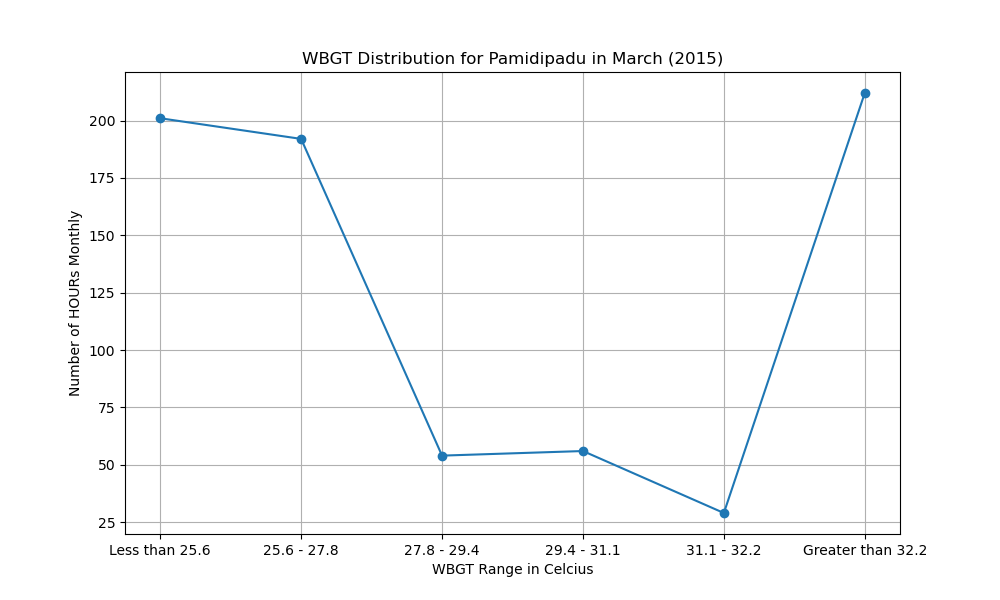 WBGT Distribution for Pamidipadu in March (2015)
Number of HOURs Monthly
200
175
150
125
100
75
50
25
Less than 25.6
25.6 - 27.8
27.8 - 29.4
29.4 - 31.1
31.1 - 32.2
Greater than 32.2
WBGT Range in Celcius